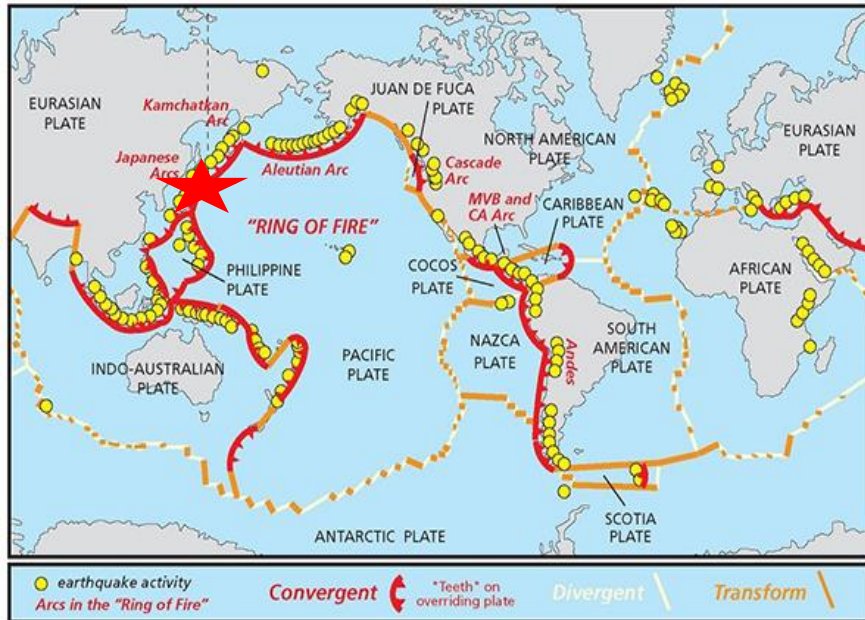 EURASIAN
PLATE
Kamchatkan
Arc
Japanese
Arcs
Aleutian Arc
JUAN DE FUCA
PLATE
NORTH AMERICAN
PLATE
EURASIAN
PLATE
Cascade
Arc
MVB and
CA Arc
CARIBBEAN
PLATE
"RING OF FIRE"
PHILIPPINE
PLATE
COCOS
PLATE
AFRICAN
PLATE
INDO-AUSTRALIAN
PLATE
PACIFIC
PLATE
NAZCA
PLATE
Andes
SOUTH
AMERICAN
PLATE
ANTARCTIC PLATE
SCOTIA
PLATE
earthquake activity
Arcs in the "Ring of Fire"
Convergent
"Teeth" on
overriding plate
Divergent
Transform